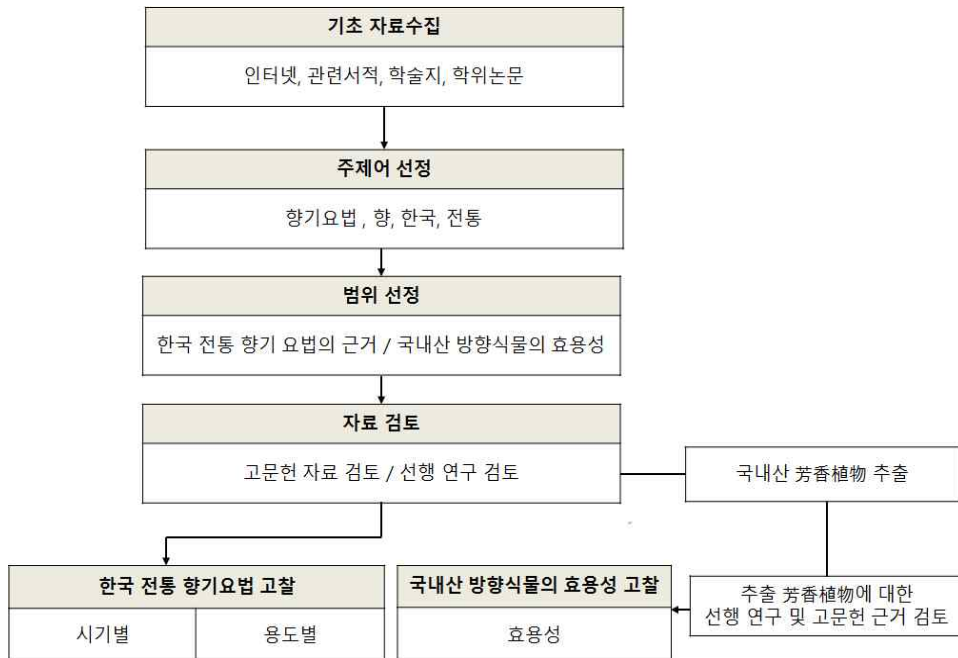 기초 자료수집
인터넷, 관련서적, 학술지, 학위논문
주제어 선정
향기요법 , 향, 한국, 전통
범위 선정
한국 전통 향기 요법의 근거 / 국내산 방향식물의 효용성
자료 검토
고문헌 자료 검토 / 선행 연구 검토
국내산 芳香植物 추출
한국 전통 향기요법 고찰
시기별
용도별
국내산 방향식물의 효용성 고찰
효용성
추출 芳香植物에 대한
선행 연구 및 고문헌 근거 검토